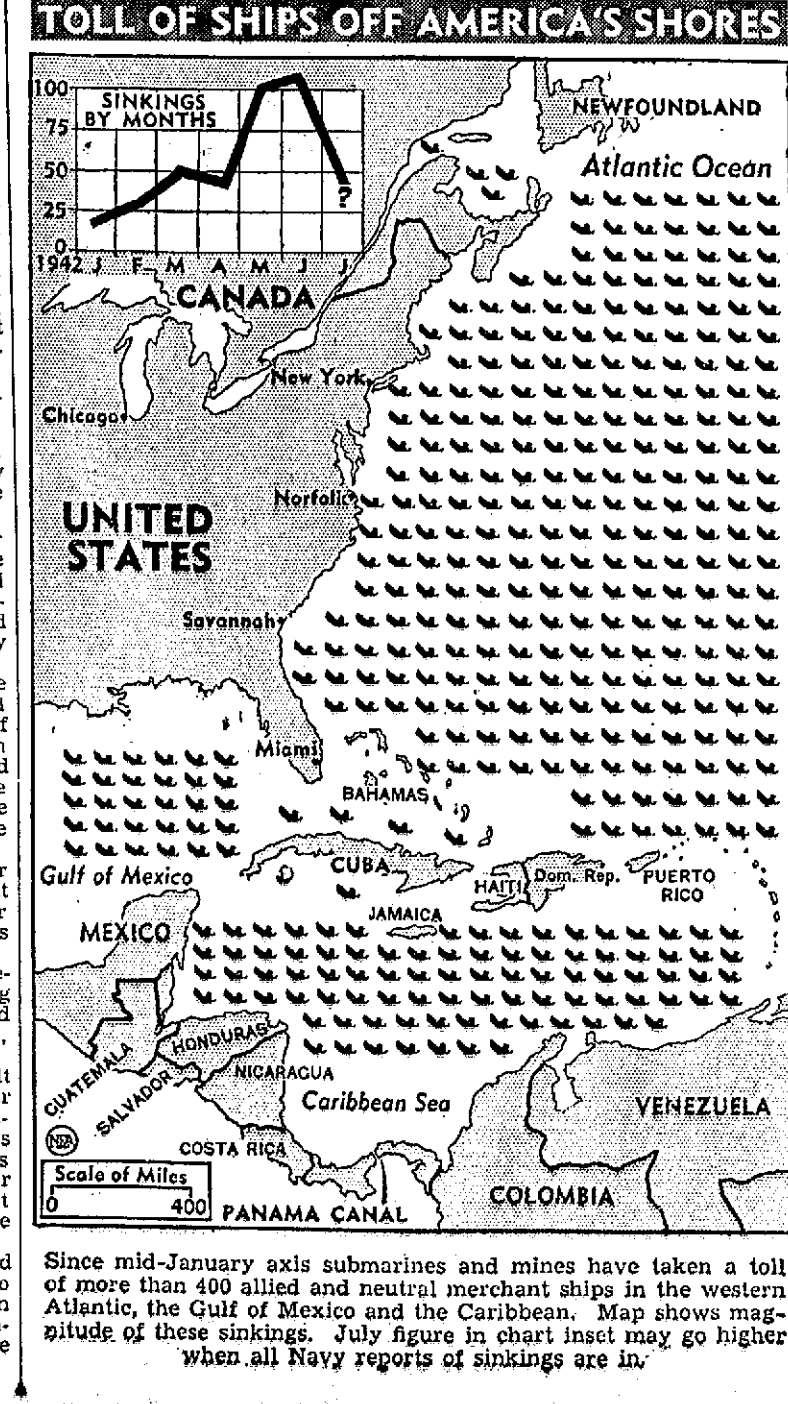 TOLL OF SHIPS OFF AMERICA'S SHORES
100
75
50
25
0
SINKINGS
BY MONTHS
?
1942 J F M A M J J
NEWFOUNDLAND
Atlantic Ocean
CANADA
New York
Chicago
Norfolk
UNITED
STATES
Savannah
Miami
BAHAMAS
Gulf of Mexico
CUBA
HAITI
Dom. Rep.
PUERTO
RICO
JAMAICA
MEXICO
HONDURAS
GUATEMALA
SALVADOR
NICARAGUA
Caribbean Sea
VENEZUELA
NEA
COSTA RICA
Scale of Miles
0 400
PANAMA CANAL
COLOMBIA
Since mid-January axis submarines and mines have taken a toll
of more than 400 allied and neutral merchant ships in the western
Atlantic, the Gulf of Mexico and the Caribbean. Map shows mag-
nitude of these sinkings. July figure in chart inset may go higher
when all Navy reports of sinkings are in.